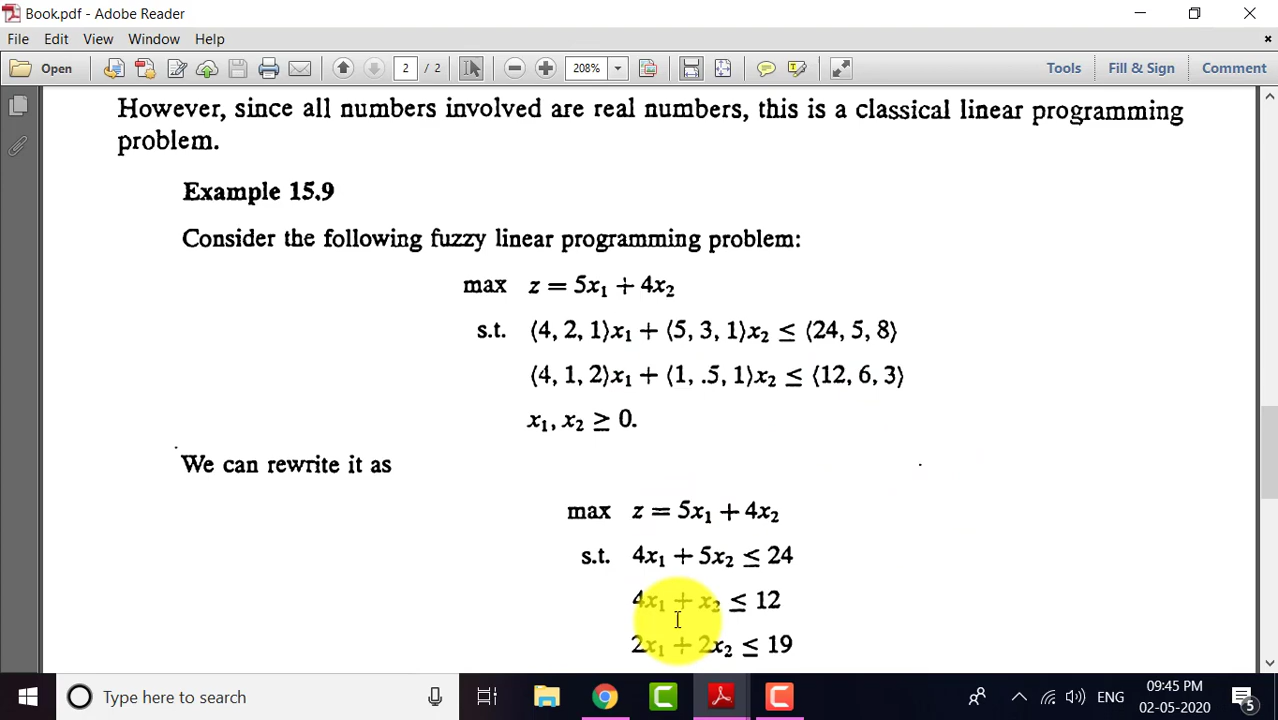 Book.pdf - Adobe Reader
File Edit View Window Help
Open 2 / 2 208% Tools Fill & Sign Comment
However, since all numbers involved are real numbers, this is a classical linear programming
problem.
Example 15.9
Consider the following fuzzy linear programming problem:
max z = 5x₁ + 4x₂
s.t. ⟨4, 2, 1⟩x₁ + ⟨5, 3, 1⟩x₂ ≤ ⟨24, 5, 8⟩
⟨4, 1, 2⟩x₁ + ⟨1, .5, 1⟩x₂ ≤ ⟨12, 6, 3⟩
x₁, x₂ ≥ 0.
We can rewrite it as
max z = 5x₁ + 4x₂
s.t. 4x₁ + 5x₂ ≤ 24
4x₁ + x₂ ≤ 12
2x₁ + 2x₂ ≤ 19
Type here to search
ENG
09:45 PM
02-05-2020
5